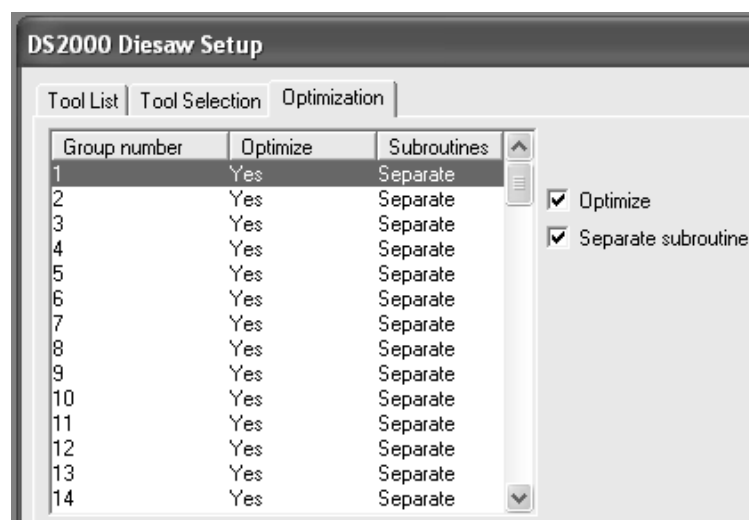 DS2000 Diesaw Setup
Tool List Tool Selection Optimization
Group number Optimize Subroutines
1 Yes Separate
2 Yes Separate
3 Yes Separate
4 Yes Separate
5 Yes Separate
6 Yes Separate
7 Yes Separate
8 Yes Separate
9 Yes Separate
10 Yes Separate
11 Yes Separate
12 Yes Separate
13 Yes Separate
14 Yes Separate
Optimize
Separate subroutine